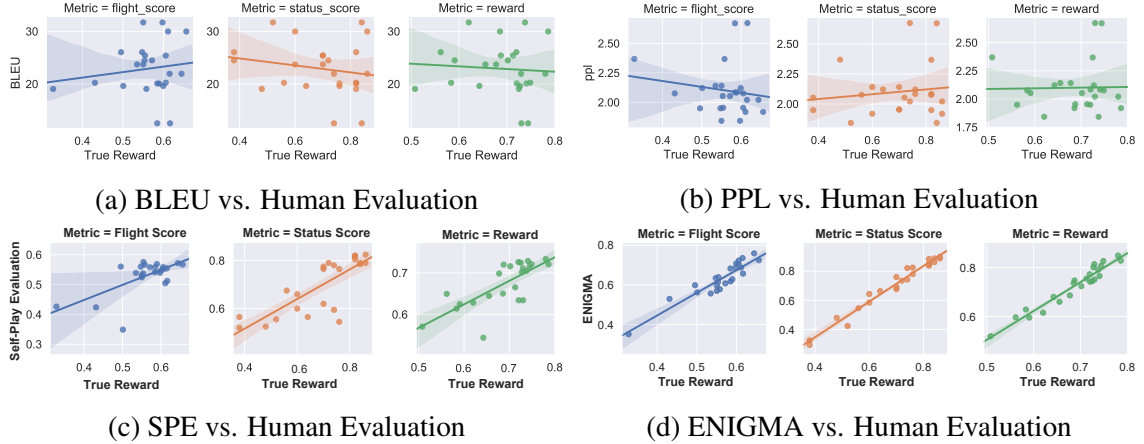 Metric = flight_score
Metric = status_score
Metric = reward
BLEU
30
20
0.4
0.6
True Reward
0.4
0.6
0.8
True Reward
0.5
0.6
0.7
0.8
True Reward
(a) BLEU vs. Human Evaluation
Metric = flight_score
Metric = status_score
Metric = reward
ppl
2.50
2.25
2.00
0.4
0.6
True Reward
2.50
2.25
2.00
0.4
0.6
0.8
True Reward
2.50
2.25
2.00
1.75
0.5
0.6
0.7
0.8
True Reward
(b) PPL vs. Human Evaluation
Metric = Flight Score
Metric = Status Score
Metric = Reward
Self-Play Evaluation
0.6
0.5
0.4
0.3
0.4
0.6
True Reward
0.8
0.6
0.4
0.4
0.6
0.8
True Reward
0.7
0.6
0.5
0.6
0.7
0.8
True Reward
(c) SPE vs. Human Evaluation
Metric = Flight Score
Metric = Status Score
Metric = Reward
ENIGMA
0.8
0.6
0.4
0.4
0.6
True Reward
0.8
0.6
0.4
0.4
0.6
0.8
True Reward
0.8
0.6
0.5
0.6
0.7
0.8
True Reward
(d) ENIGMA vs. Human Evaluation